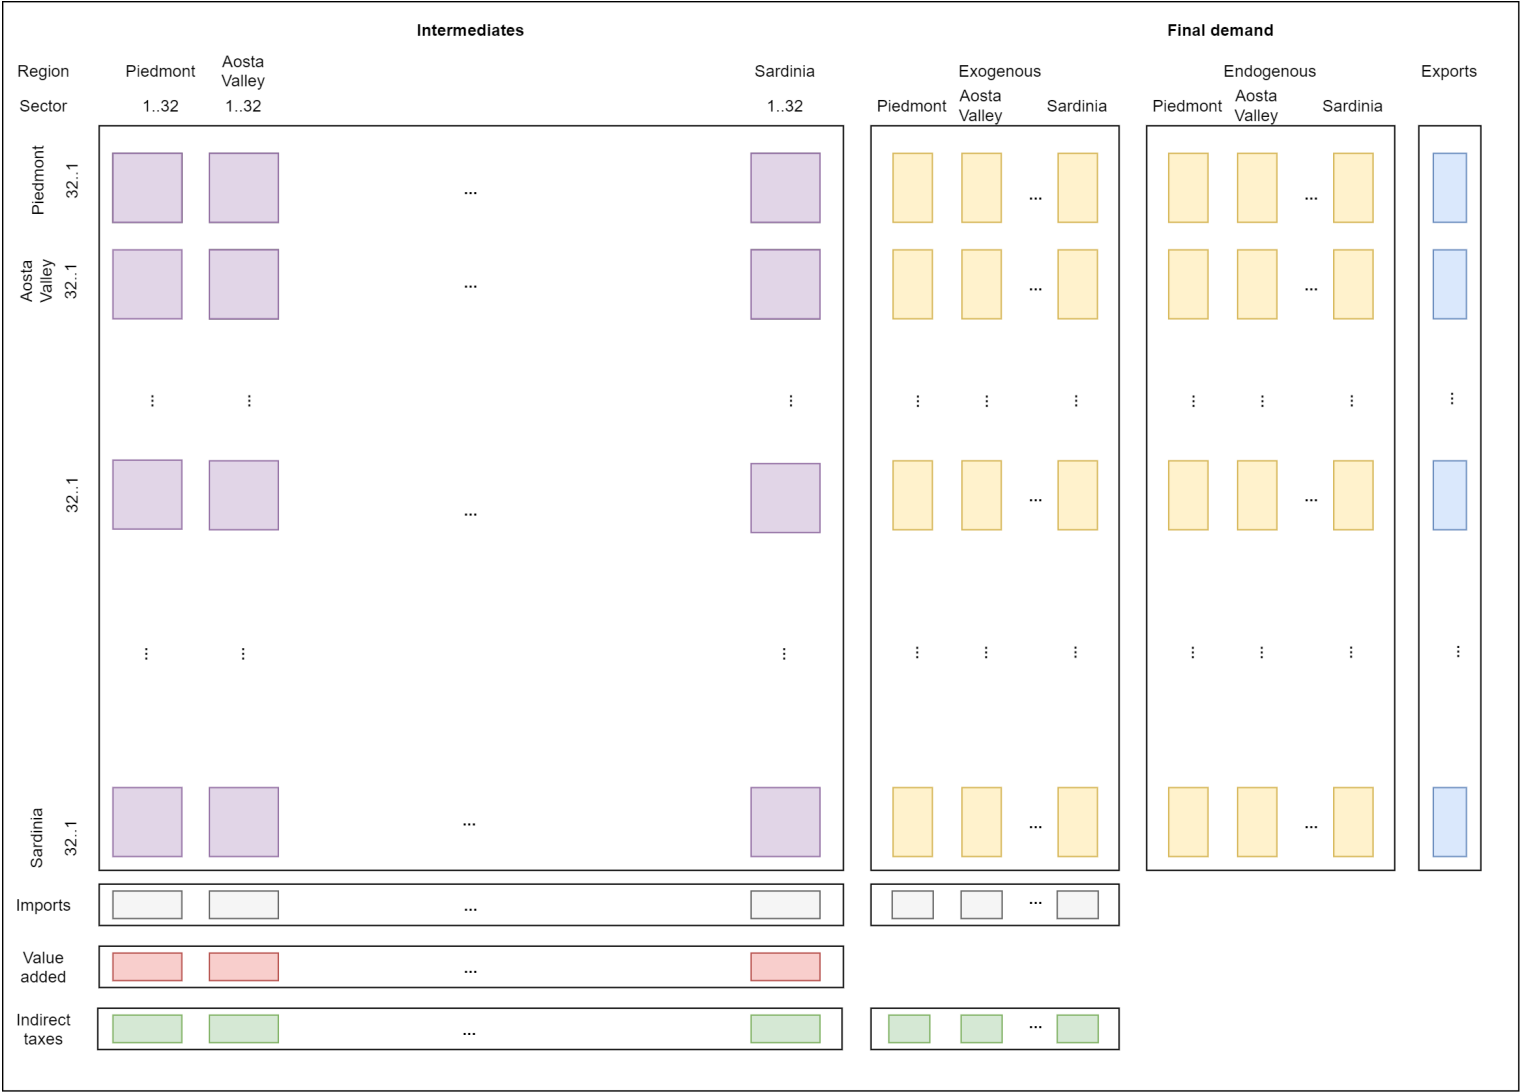 Intermediates
Final demand
Region
Piedmont
Aosta
Valley
Sardinia
Exogenous
Endogenous
Exports
Sector
1..32
1..32
1..32
Piedmont
Aosta
Valley
Sardinia
Piedmont
Aosta
Valley
Sardinia
Piedmont
32..1
...
...
...
Aosta
Valley
32..1
...
...
...
...
...
...
...
...
...
...
...
...
...
32..1
...
...
...
...
...
...
...
...
...
...
...
...
...
Sardinia
32..1
...
...
...
Imports
...
...
Value
added
...
Indirect
taxes
...
...